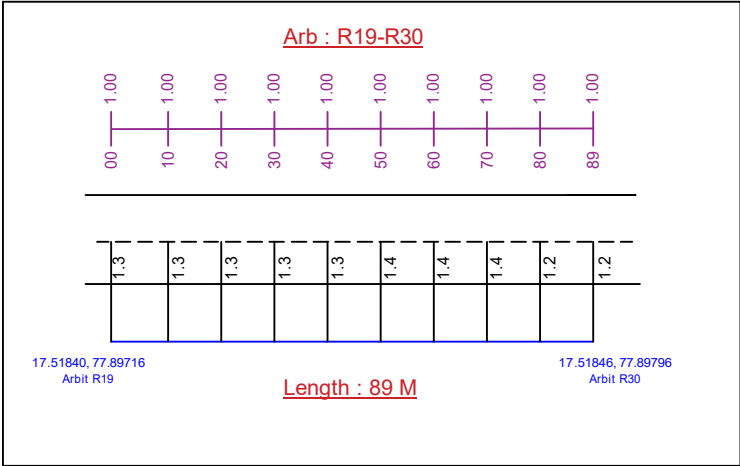 Arb : R19-R30
1.00 1.00 1.00 1.00 1.00 1.00 1.00 1.00 1.00 1.00
00 10 20 30 40 50 60 70 80 89
1.3 1.3 1.3 1.3 1.3 1.4 1.4 1.4 1.2 1.2
17.51840, 77.89716
Arbit R19
17.51846, 77.89796
Arbit R30
Length : 89 M